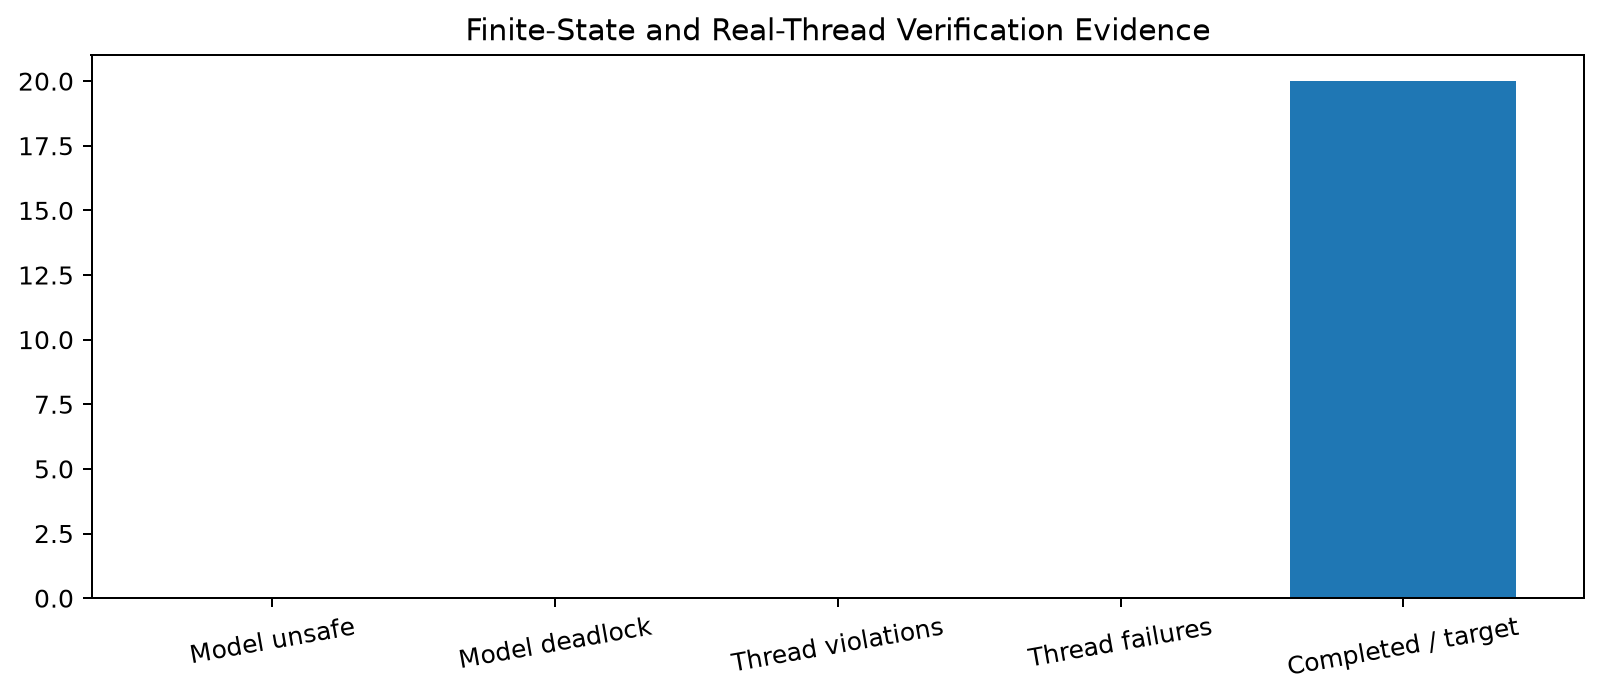 Finite-State and Real-Thread Verification Evidence
20.0
17.5
15.0
12.5
10.0
7.5
5.0
2.5
0.0
Model unsafe
Model deadlock
Thread violations
Thread failures
Completed / target